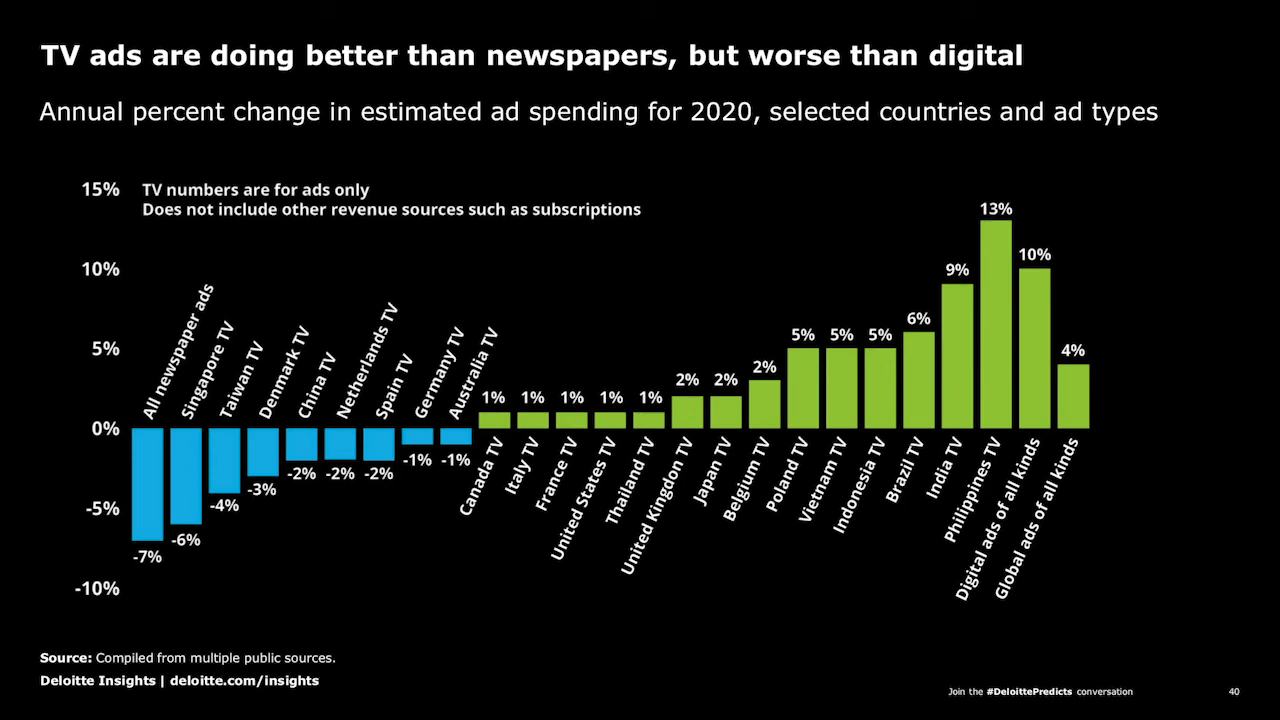 TV ads are doing better than newspapers, but worse than digital
Annual percent change in estimated ad spending for 2020, selected countries and ad types
TV numbers are for ads only
Does not include other revenue sources such as subscriptions
15%
10%
5%
0%
-5%
-10%
All newspaper ads
Singapore TV
Taiwan TV
Denmark TV
China TV
Netherlands TV
Spain TV
Germany TV
Australia TV
-7%
-6%
-4%
-3%
-2%
-2%
-2%
-1%
-1%
1%
1%
1%
1%
1%
2%
2%
2%
5%
5%
5%
6%
9%
13%
10%
4%
Canada TV
Italy TV
France TV
United States TV
Thailand TV
United Kingdon TV
Japan TV
Belgium TV
Poland TV
Vietnam TV
Indonesia TV
Brazil TV
India TV
Philippines TV
Digital ads of all kinds
Global ads of all kinds
Source: Compiled from multiple public sources.
Deloitte Insights | deloitte.com/insights
Join the #DeloittePredicts conversation
40